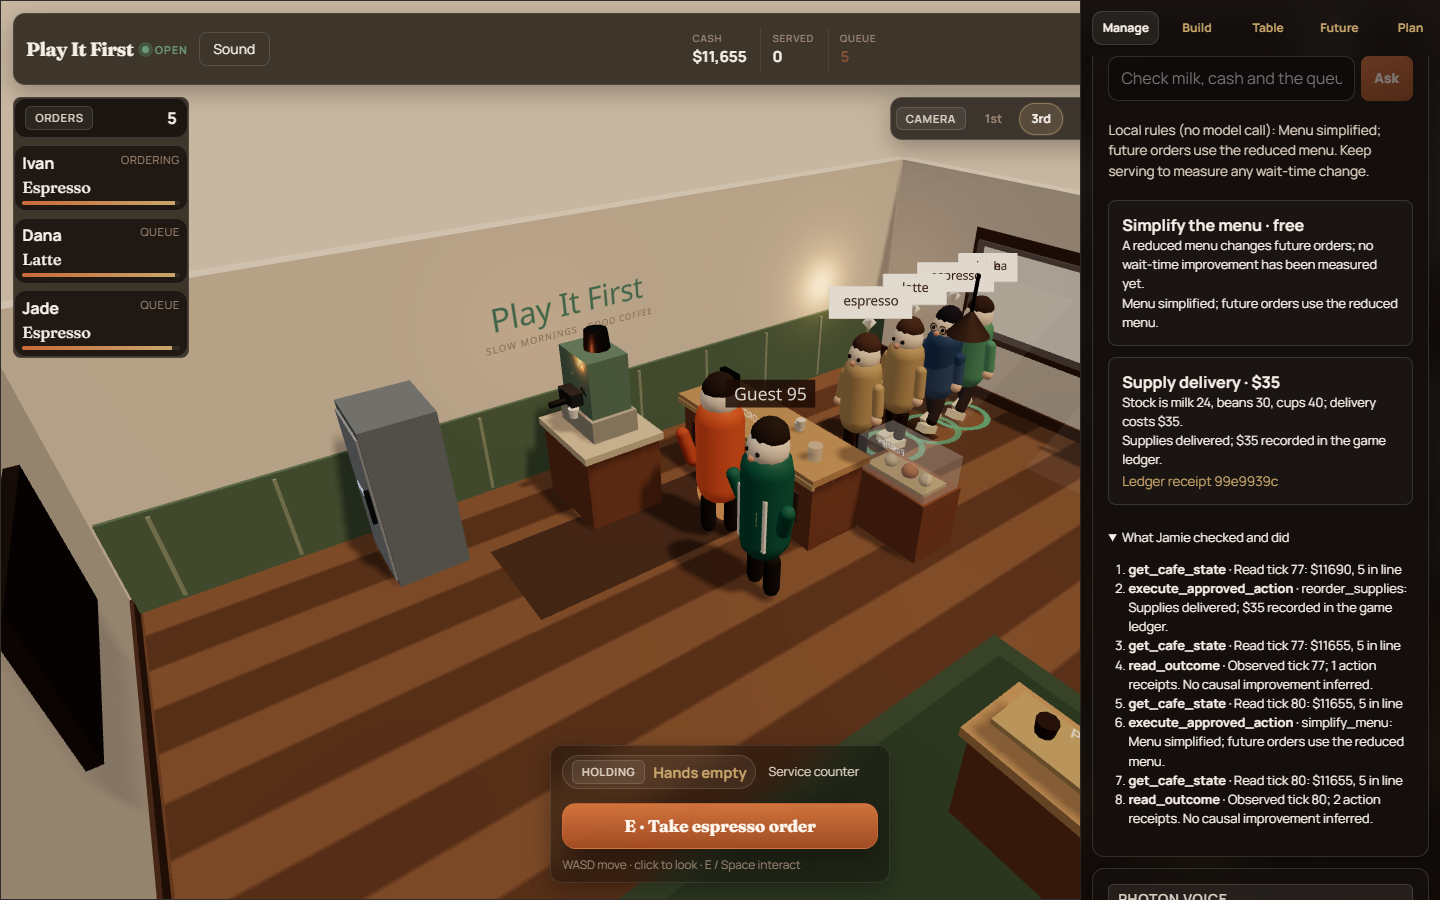 Play It First
OPEN
Sound
CASH
$11,655
SERVED
0
QUEUE
5
Manage
Build
Table
Future
Plan
Check milk, cash and the queu
Ask
ORDERS
5
Ivan
ORDERING
Espresso
Dana
QUEUE
Latte
Jade
QUEUE
Espresso
CAMERA
1st
3rd
Play It First
SLOW MORNINGS GOOD COFFEE
espresso
latte
espresso
Guest 95
HOLDING
Hands empty
Service counter
E · Take espresso order
WASD move · click to look · E / Space interact
Local rules (no model call): Menu simplified;
future orders use the reduced menu. Keep
serving to measure any wait-time change.
Simplify the menu · free
A reduced menu changes future orders; no
wait-time improvement has been measured
yet.
Menu simplified; future orders use the reduced
menu.
Supply delivery · $35
Stock is milk 24, beans 30, cups 40; delivery
costs $35.
Supplies delivered; $35 recorded in the game
ledger.
Ledger receipt 99e9939c
▼ What Jamie checked and did
1. get_cafe_state · Read tick 77: $11690, 5 in line
2. execute_approved_action · reorder_supplies:
Supplies delivered; $35 recorded in the game
ledger.
3. get_cafe_state · Read tick 77: $11655, 5 in line
4. read_outcome · Observed tick 77; 1 action
receipts. No causal improvement inferred.
5. get_cafe_state · Read tick 80: $11655, 5 in line
6. execute_approved_action · simplify_menu:
Menu simplified; future orders use the reduced
menu.
7. get_cafe_state · Read tick 80: $11655, 5 in line
8. read_outcome · Observed tick 80; 2 action
receipts. No causal improvement inferred.
PHOTON VOICE